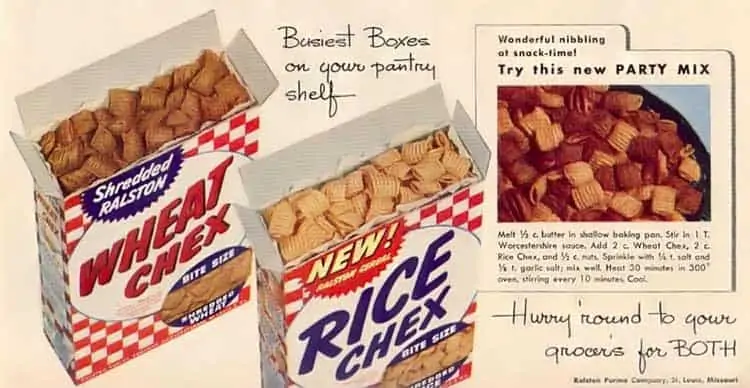 Busiest Boxes
on your pantry
shelf
Shredded
RALSTON
WHEAT
CHEX
BITE SIZE
SHREDDED
WHEAT
NEW!
RALSTON CEREAL
RICE
CHEX
BITE SIZE
Wonderful nibbling
at snack-time!
Try this new PARTY MIX
Melt ½ c. butter in shallow baking pan. Stir in 1 T.
Worcestershire sauce. Add 2 c. Wheat Chex, 2 c.
Rice Chex, and ½ c. nuts. Sprinkle with ¼ t. salt and
⅛ t. garlic salt; mix well. Heat 30 minutes in 300°
oven, stirring every 10 minutes. Cool.
Hurry 'round to your
grocer's for BOTH
Ralston Purina Company, St. Louis, Missouri